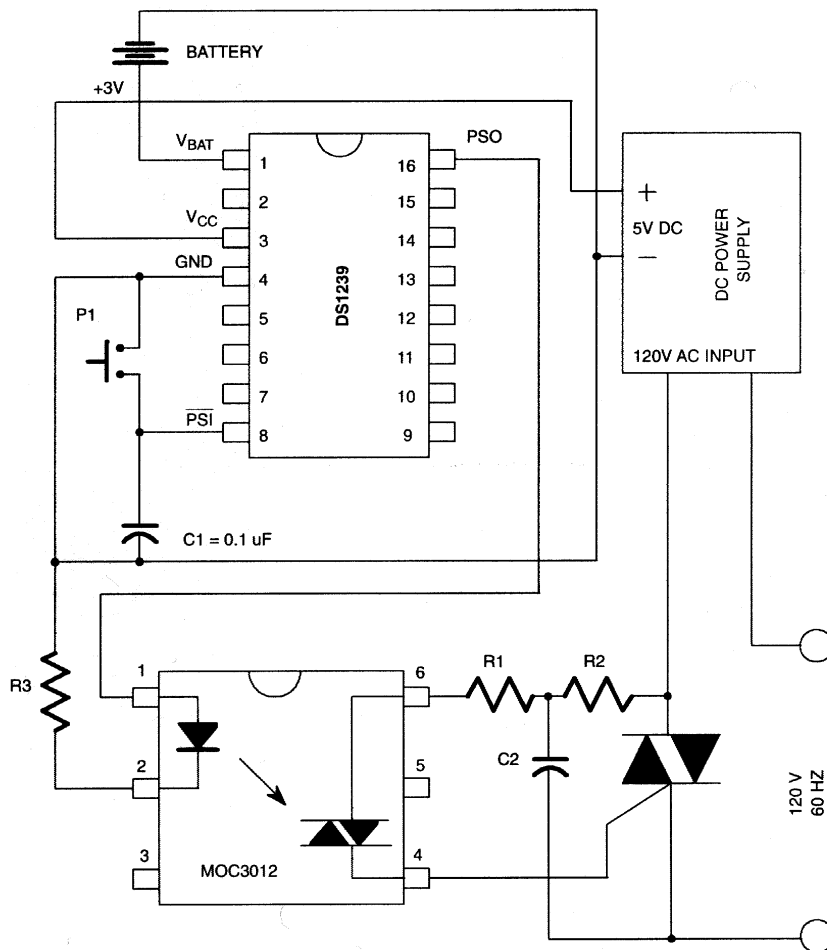 BATTERY
+3V
VBAT
PSO
1
16
2
15
VCC
3
14
GND
4
13
5
12
6
11
7
10
PSI
8
9
DS1239
P1
C1 = 0.1 uF
+
5V DC
−
DC POWER
SUPPLY
120V AC INPUT
R3
1
2
3
6
5
4
MOC3012
R1
R2
C2
120 V
60 HZ